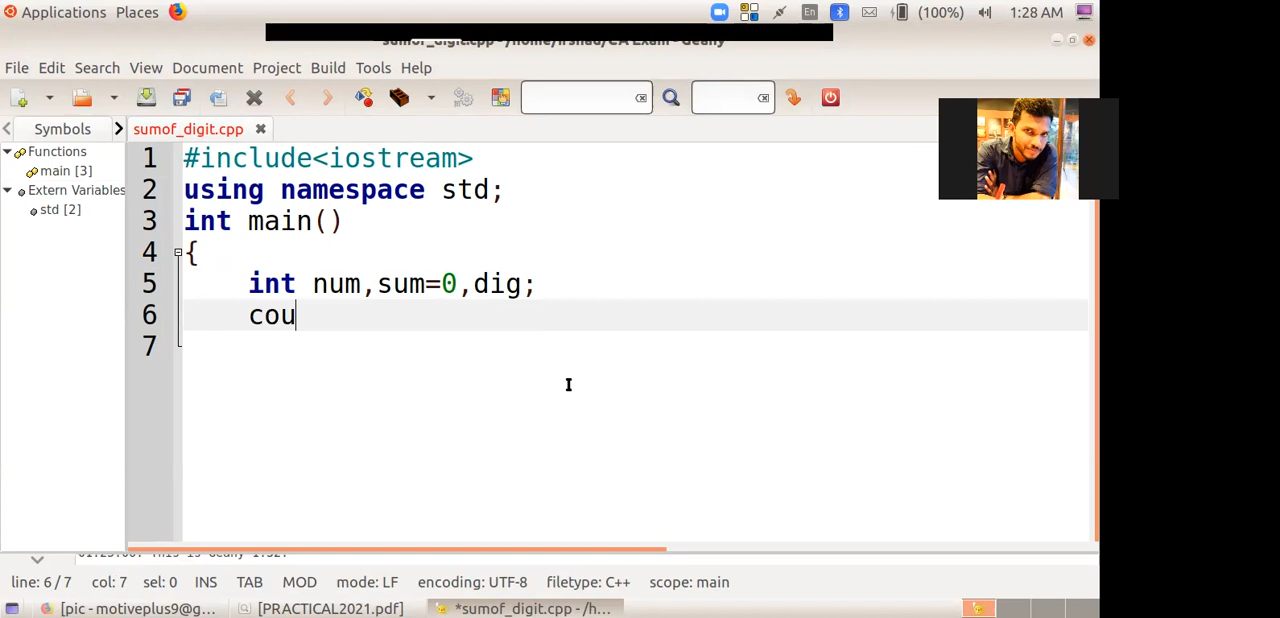 Applications Places En (100%) 1:28 AM
sumof_digit.cpp - /home/irshad/CA Exam - Geany
File Edit Search View Document Project Build Tools Help
Symbols sumof_digit.cpp
Functions
main [3]
Extern Variables
std [2]
1 #include<iostream>
2 using namespace std;
3 int main()
4 {
5 int num,sum=0,dig;
6 cou
7
line: 6 / 7 col: 7 sel: 0 INS TAB MOD mode: LF encoding: UTF-8 filetype: C++ scope: main
[pic - motiveplus9@g... [PRACTICAL2021.pdf] *sumof_digit.cpp - /h...